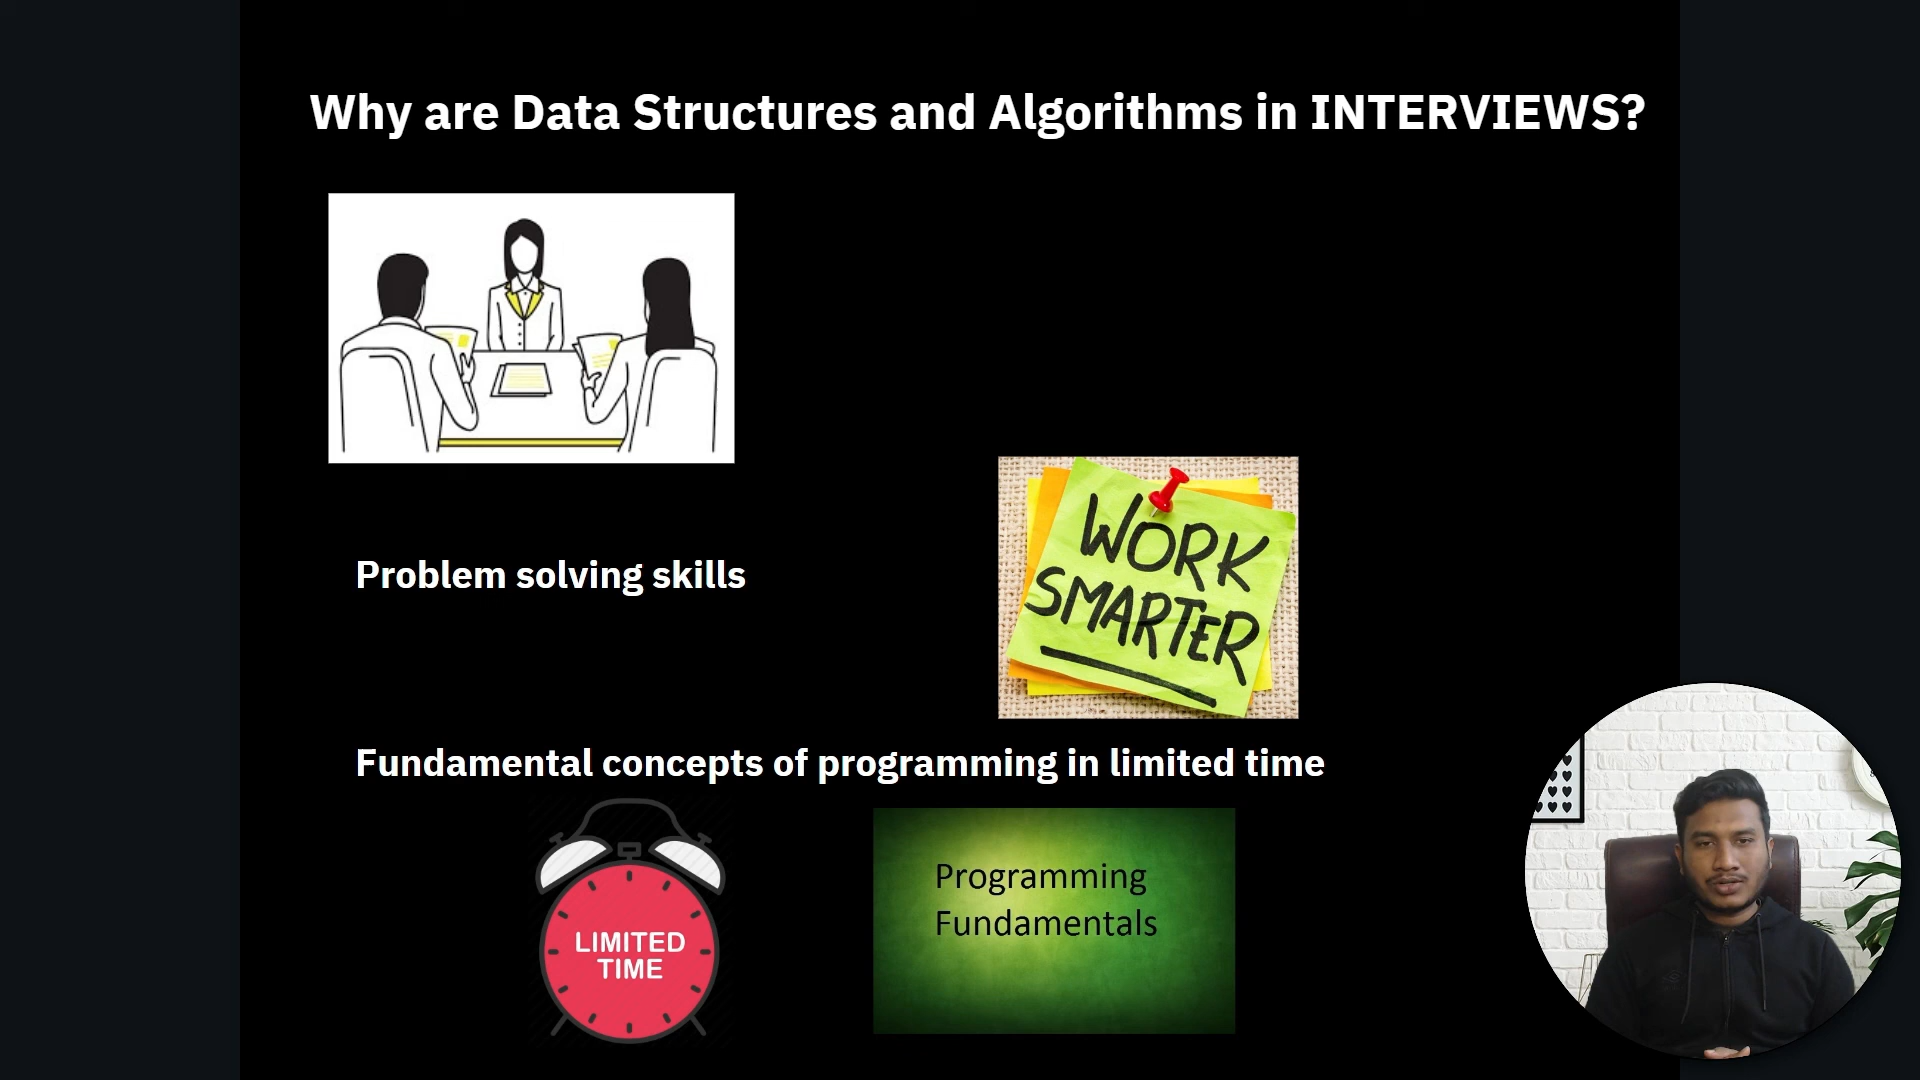 Why are Data Structures and Algorithms in INTERVIEWS?
WORK
SMARTER
Problem solving skills
Fundamental concepts of programming in limited time
LIMITED
TIME
Programming
Fundamentals